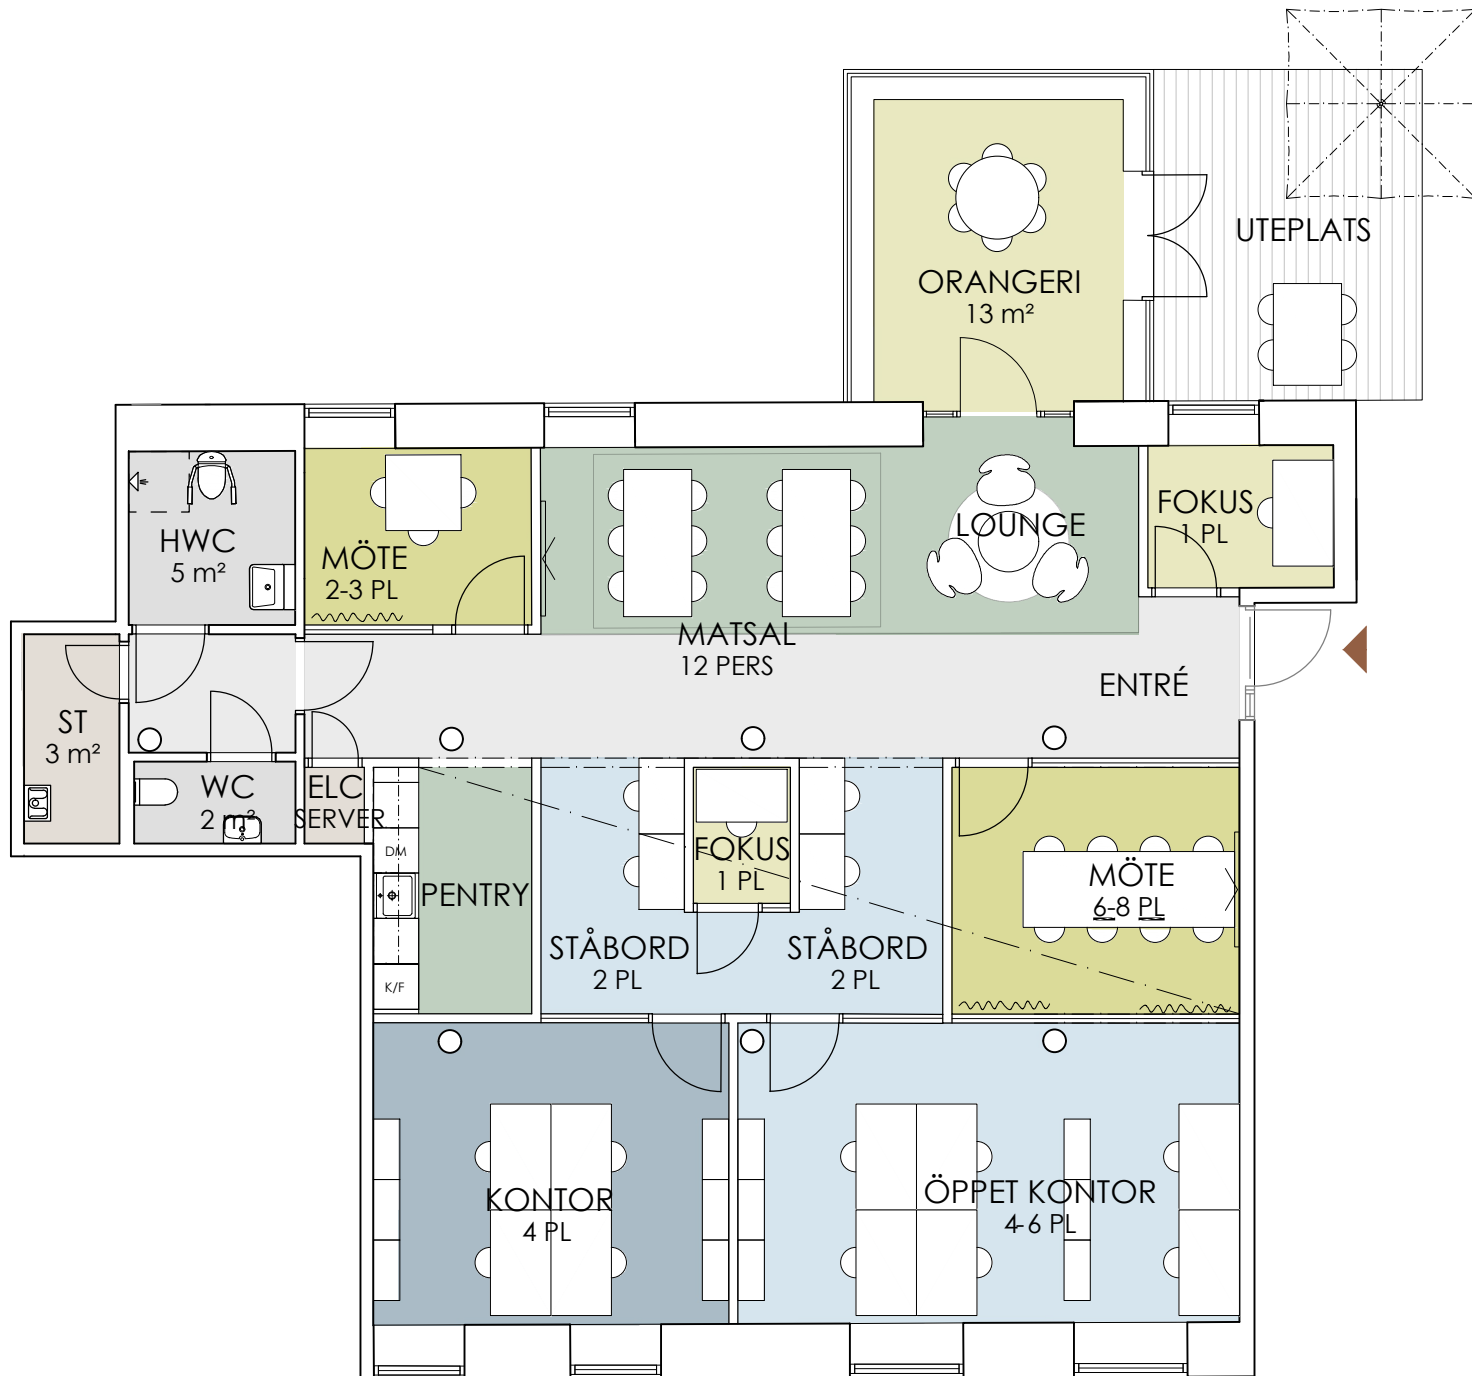 UTEPLATS
ORANGERI
13 m²
HWC
5 m²
MÖTE
2-3 PL
LOUNGE
FOKUS
1 PL
MATSAL
12 PERS
ENTRÉ
ST
3 m²
WC
2 m²
ELC
SERVER
DM
PENTRY
K/F
FOKUS
1 PL
STÅBORD
2 PL
STÅBORD
2 PL
MÖTE
6-8 PL
KONTOR
4 PL
ÖPPET KONTOR
4-6 PL